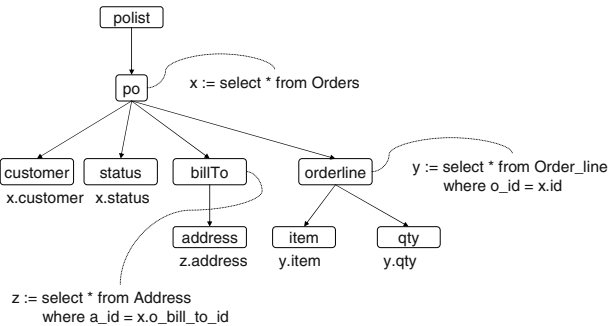 polist
po
x := select * from Orders
customer
status
billTo
orderline
y := select * from Order_line
where o_id = x.id
x.customer
x.status
address
item
qty
z.address
y.item
y.qty
z := select * from Address
where a_id = x.o_bill_to_id